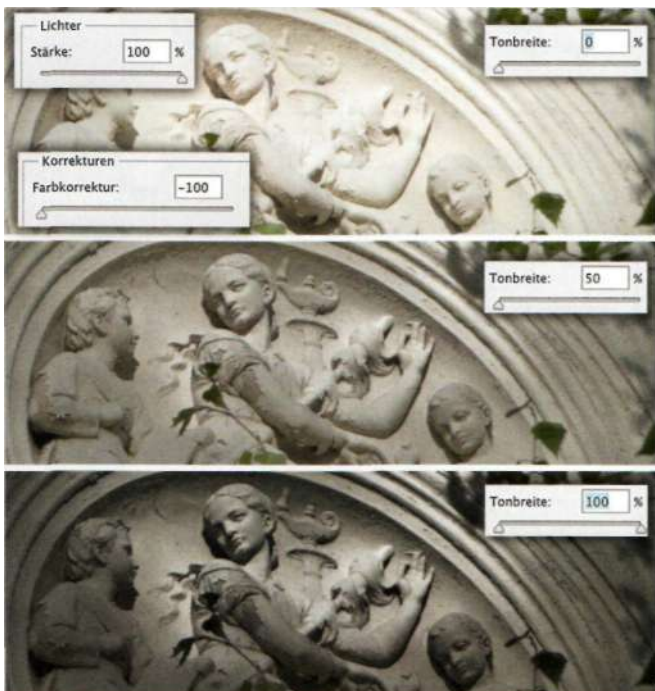 Lichter
Stärke: 100 %
Tonbreite: 0 %
Korrekturen
Farbkorrektur: -100
Tonbreite: 50 %
Tonbreite: 100 %